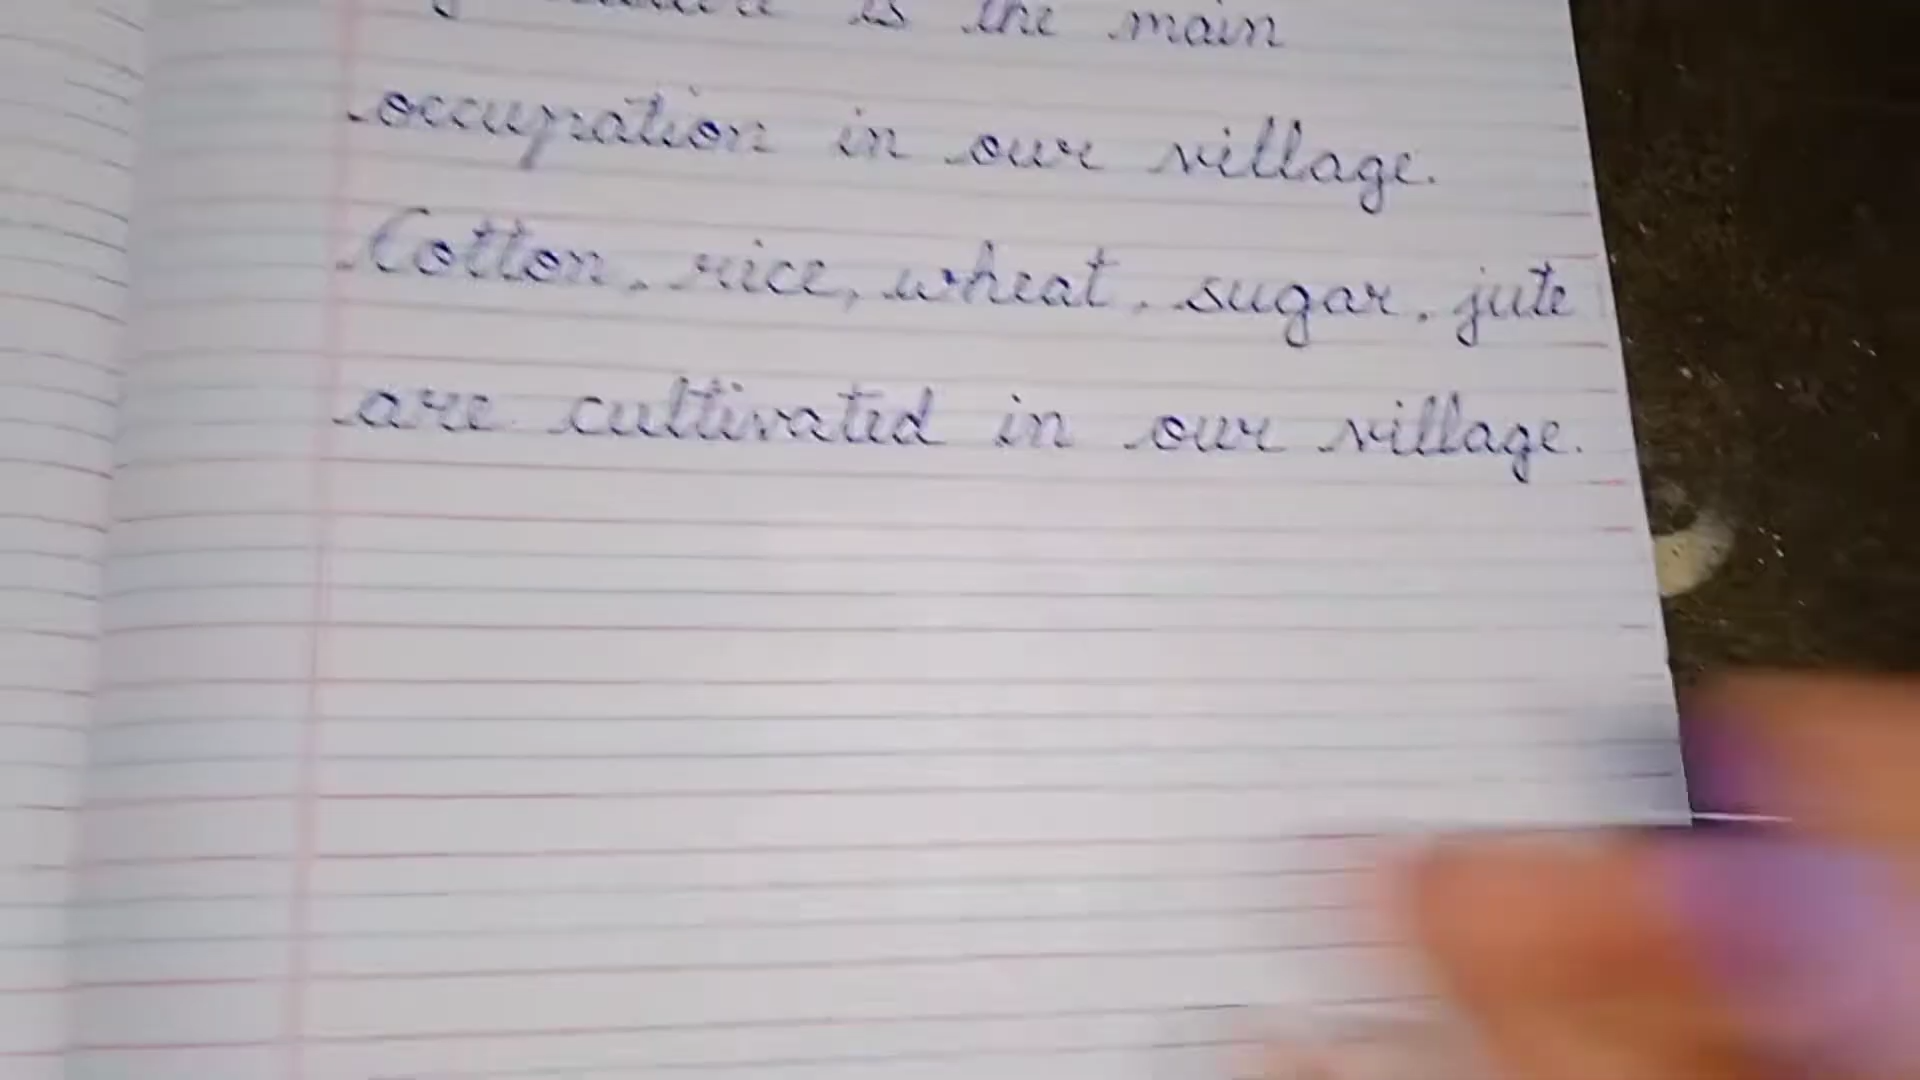 is the main
occupation in our village.
Cotton, rice, wheat, sugar, jute
are cultivated in our village.